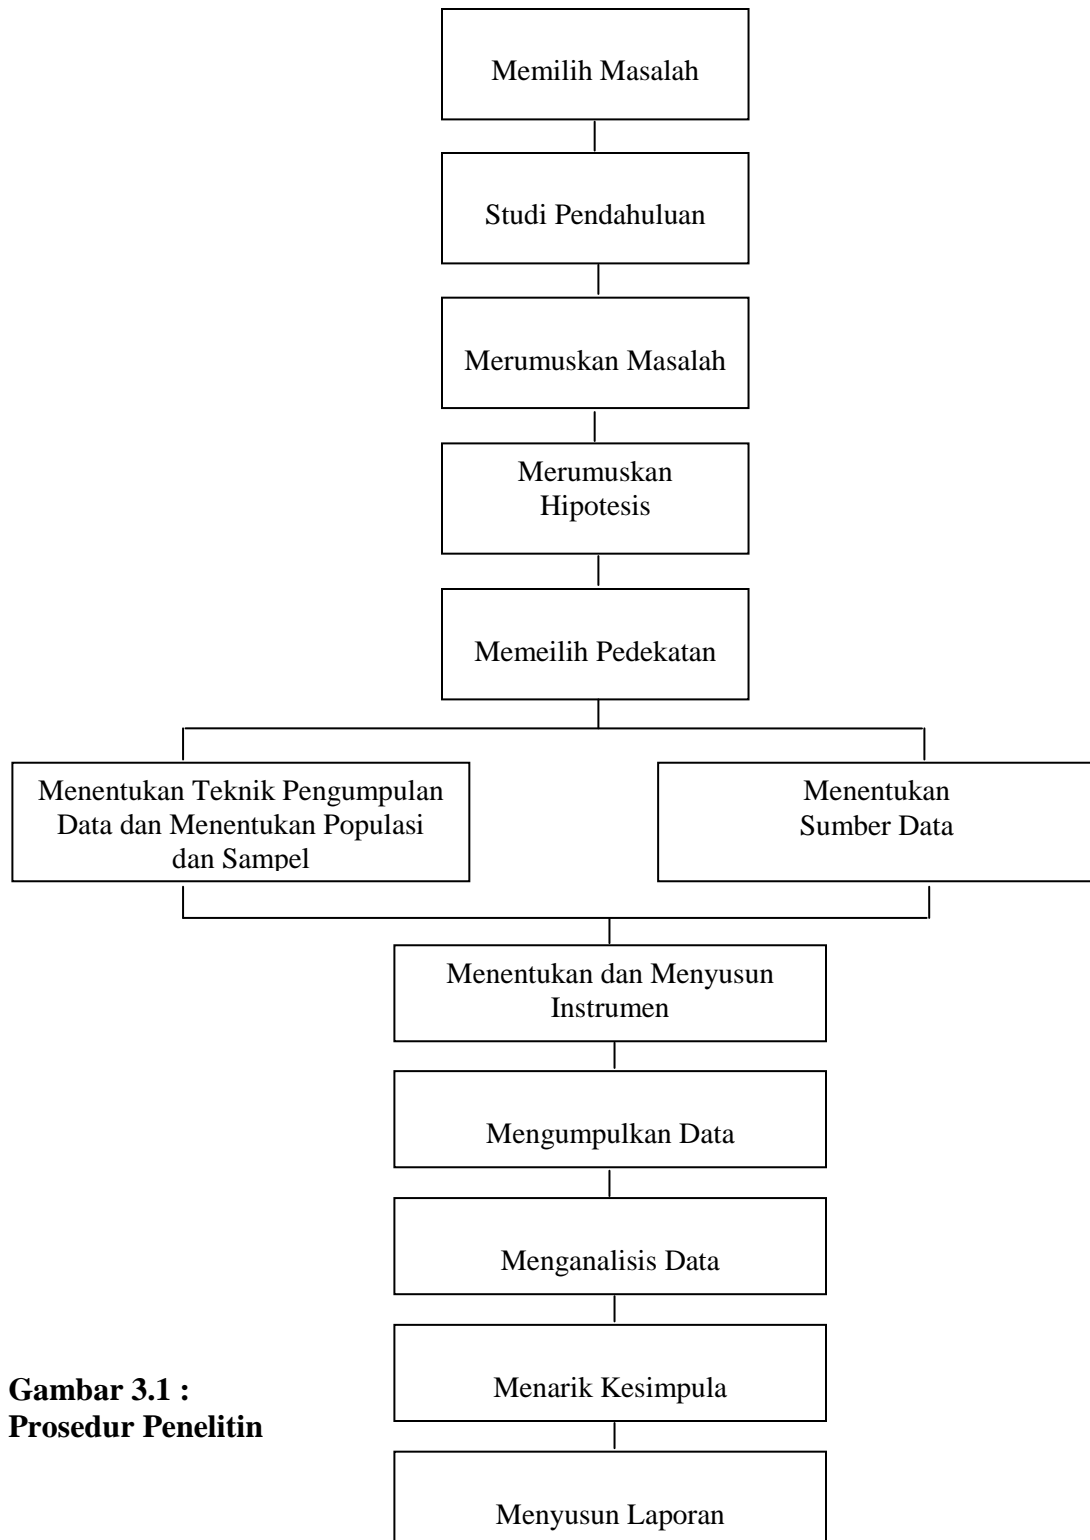 Memilih Masalah
Studi Pendahuluan
Merumuskan Masalah
Merumuskan
Hipotesis
Memeilih Pedekatan
Menentukan Teknik Pengumpulan
Data dan Menentukan Populasi
dan Sampel
Menentukan
Sumber Data
Menentukan dan Menyusun
Instrumen
Mengumpulkan Data
Menganalisis Data
Menarik Kesimpula
Gambar 3.1 :
Prosedur Penelitin
Menyusun Laporan